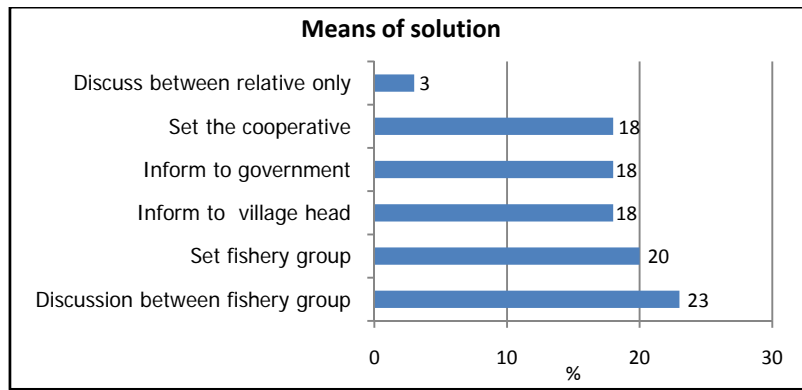 Means of solution
Discuss between relative only 3
Set the cooperative 18
Inform to government 18
Inform to village head 18
Set fishery group 20
Discussion between fishery group 23
0 10 20 30
%